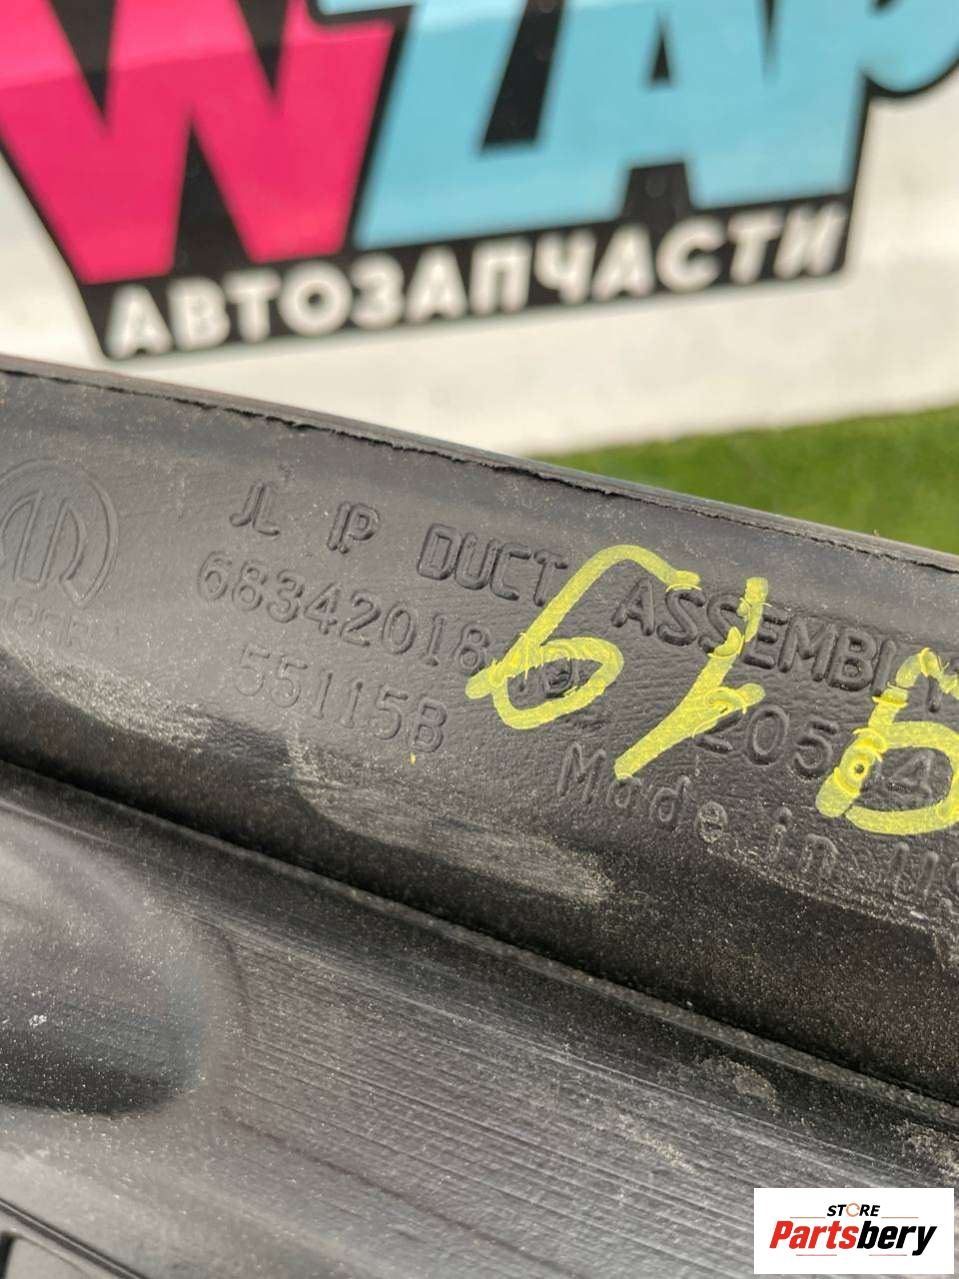 WZAP
АВТОЗАПЧАСТИ
JL IP DUCT ASSEMBLY
68342018
55115B
Made in
STORE
Partsbery